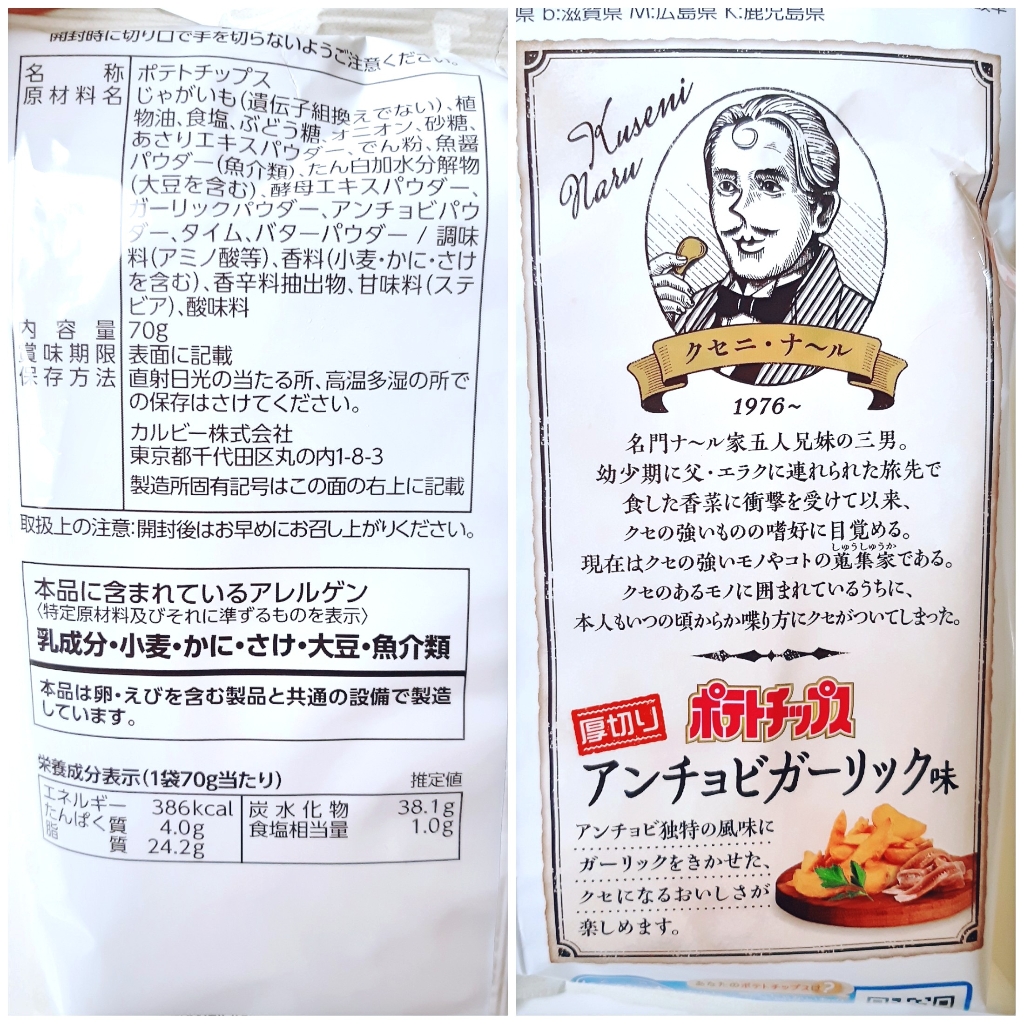 開封時に切り口で手を切らないようご注意ください。
名称 ポテトチップス
原材料名 じゃがいも(遺伝子組換えでない)、植
物油、食塩、ぶどう糖、オニオン、砂糖、
あさりエキスパウダー、でん粉、魚醤
パウダー(魚介類)、たん白加水分解物
(大豆を含む)、酵母エキスパウダー、
ガーリックパウダー、アンチョビパウ
ダー、タイム、バターパウダー / 調味
料(アミノ酸等)、香料(小麦・かに・さけ
を含む)、香辛料抽出物、甘味料(ステ
ビア)、酸味料
内容量 70g
賞味期限 表面に記載
保存方法 直射日光の当たる所、高温多湿の所で
の保存はさけてください。
カルビー株式会社
東京都千代田区丸の内1-8-3
製造所固有記号はこの面の右上に記載
取扱上の注意:開封後はお早めにお召し上がりください。
本品に含まれているアレルゲン
〈特定原材料及びそれに準ずるものを表示〉
乳成分・小麦・かに・さけ・大豆・魚介類
本品は卵・えびを含む製品と共通の設備で製造
しています。
栄養成分表示(1袋70g当たり) 推定値
エネルギー 386kcal 炭水化物 38.1g
たんぱく質 4.0g 食塩相当量 1.0g
脂質 24.2g
県 b:滋賀県 M:広島県 K:鹿児島県
Kuseni
Naru
クセニ・ナ〜ル
1976~
名門ナ〜ル家五人兄妹の三男。
幼少期に父・エラクに連れられた旅先で
食した香菜に衝撃を受けて以来、
クセの強いものの嗜好に目覚める。
しゅうしゅうか
現在はクセの強いモノやコトの蒐集家である。
クセのあるモノに囲まれているうちに、
本人もいつの頃からか喋り方にクセがついてしまった。
厚切り ポテトチップス
アンチョビガーリック味
アンチョビ独特の風味に
ガーリックをきかせた、
クセになるおいしさが
楽しめます。
あなたのポテトチップスは?